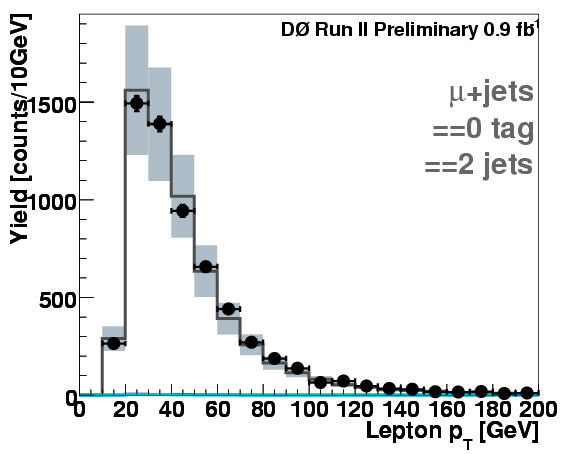 DØ Run II Preliminary 0.9 fb⁻¹
μ+jets
==0 tag
==2 jets
Yield [counts/10GeV]
1500
1000
500
0
0 20 40 60 80 100 120 140 160 180 200
Lepton p_T [GeV]